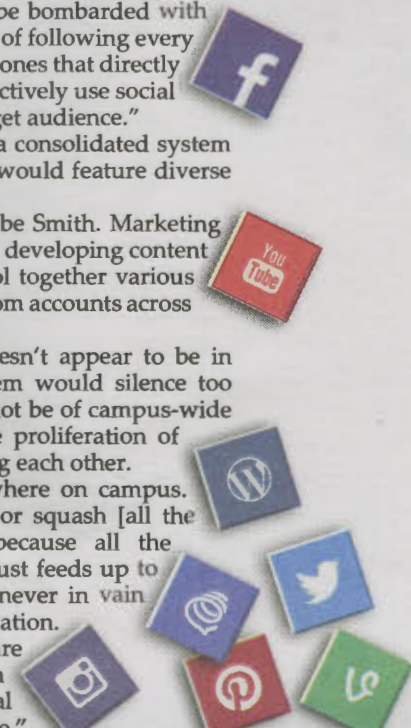 be bombarded with
of following every
ones that directly
ctively use social
get audience."
a consolidated system
would feature diverse
be Smith. Marketing
developing content
ol together various
om accounts across
You
Tube
esn't appear to be in
em would silence too
not be of campus-wide
e proliferation of
g each other.
where on campus.
or squash [all the
because all the
ust feeds up to
never in vain
ation.
are
n
al
e."